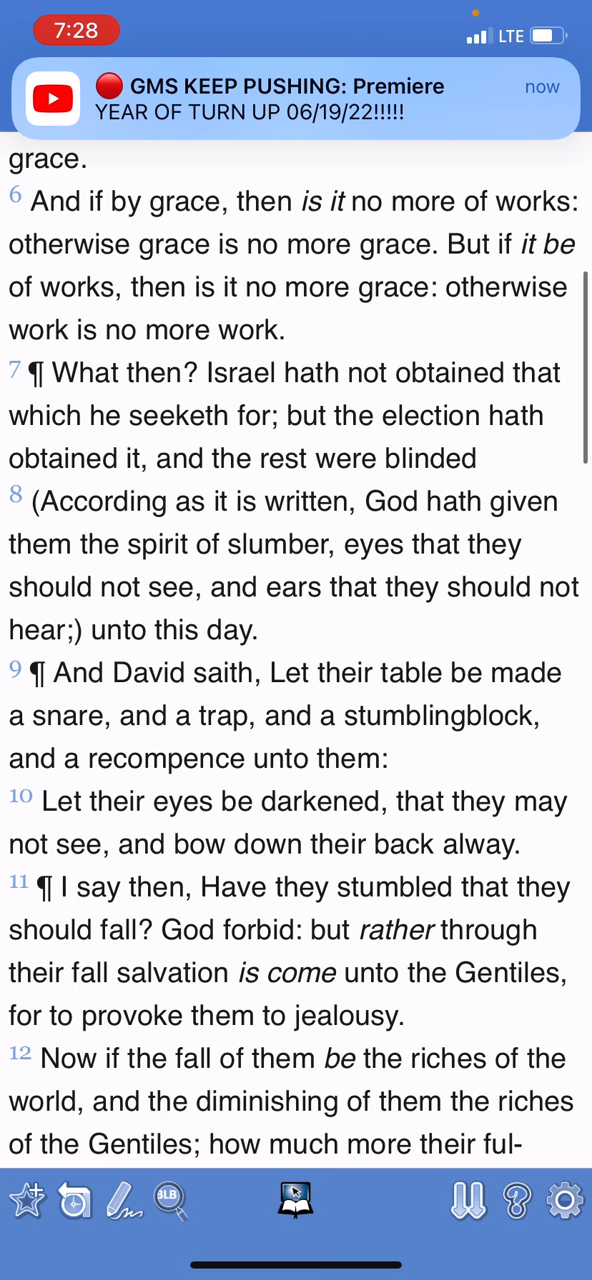 7:28
LTE
🔴 GMS KEEP PUSHING: Premiere
now
YEAR OF TURN UP 06/19/22!!!!!
grace.
6 And if by grace, then is it no more of works:
otherwise grace is no more grace. But if it be
of works, then is it no more grace: otherwise
work is no more work.
7 ¶ What then? Israel hath not obtained that
which he seeketh for; but the election hath
obtained it, and the rest were blinded
8 (According as it is written, God hath given
them the spirit of slumber, eyes that they
should not see, and ears that they should not
hear;) unto this day.
9 ¶ And David saith, Let their table be made
a snare, and a trap, and a stumblingblock,
and a recompence unto them:
10 Let their eyes be darkened, that they may
not see, and bow down their back alway.
11 ¶ I say then, Have they stumbled that they
should fall? God forbid: but rather through
their fall salvation is come unto the Gentiles,
for to provoke them to jealousy.
12 Now if the fall of them be the riches of the
world, and the diminishing of them the riches
of the Gentiles; how much more their ful-
BLB
?